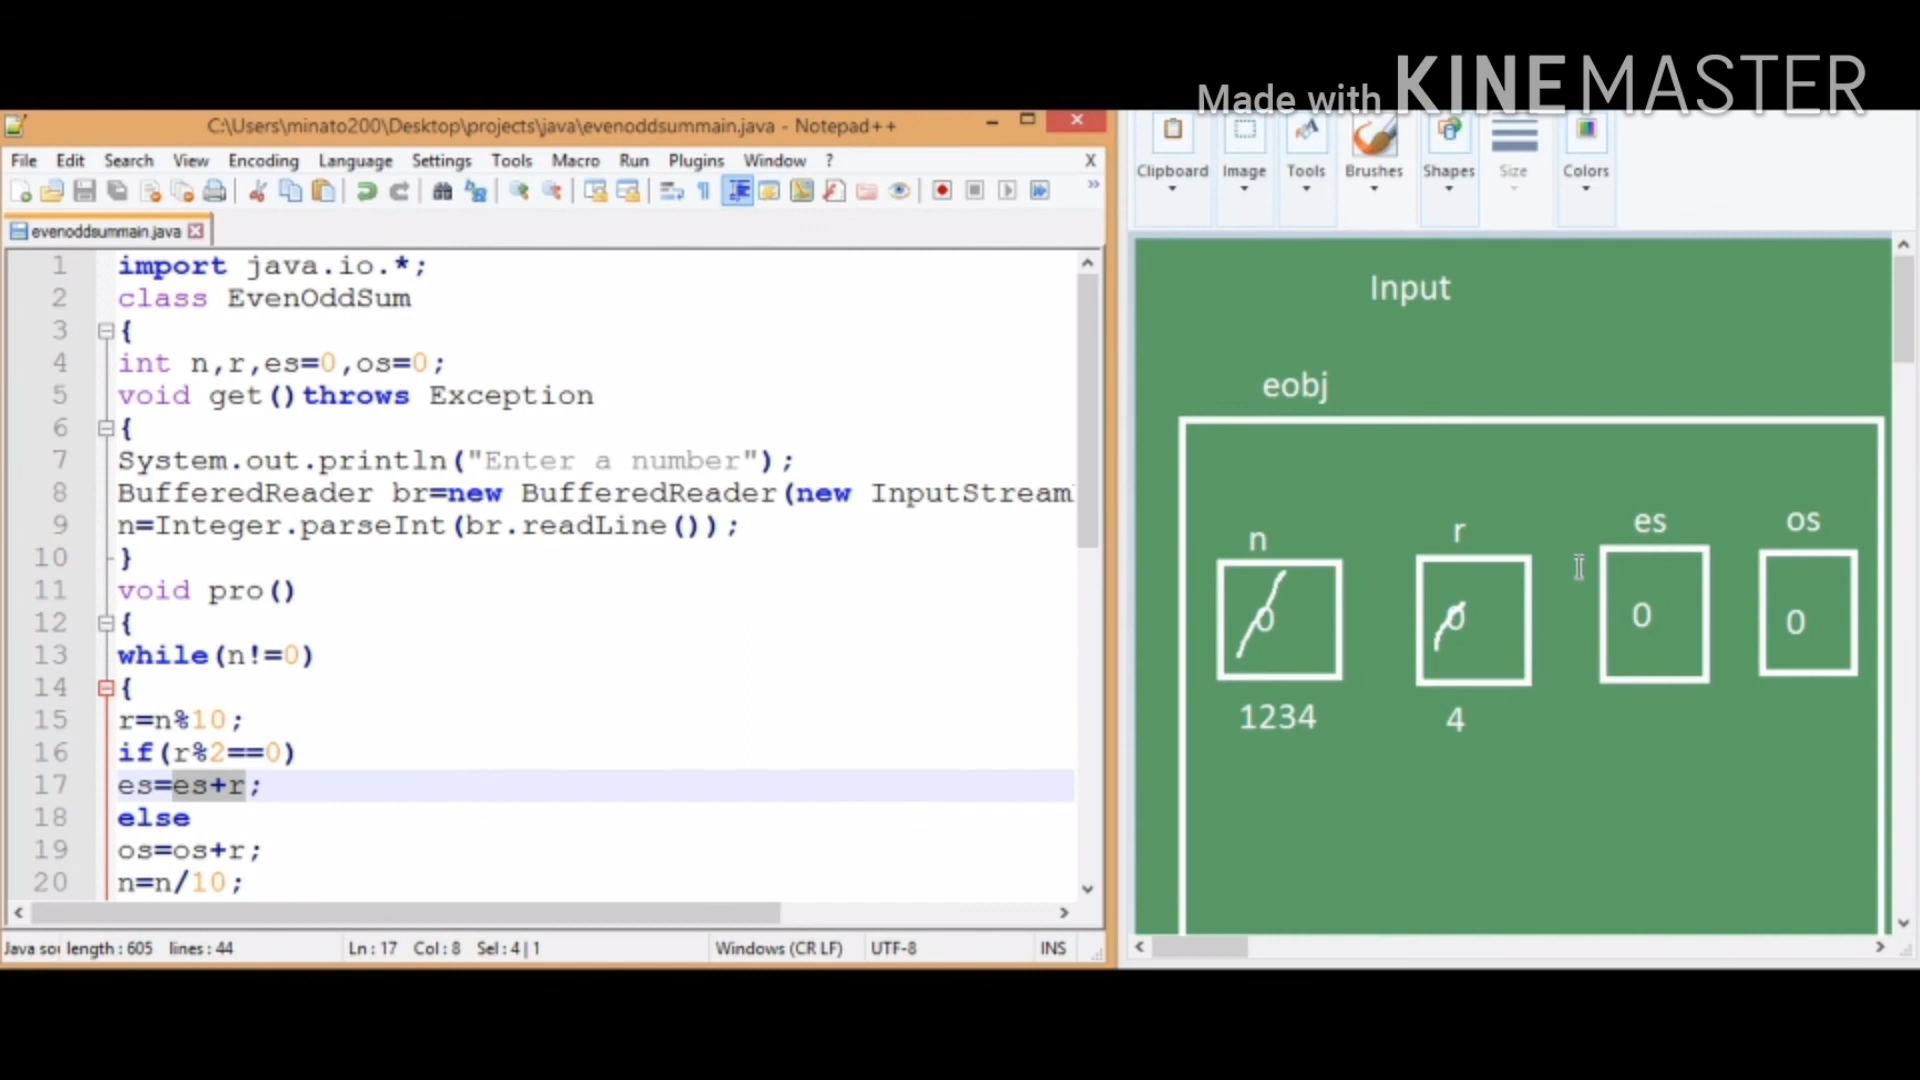 Made with KINEMASTER
C:\Users\minato200\Desktop\projects\java\evenoddsummain.java - Notepad++
File Edit Search View Encoding Language Settings Tools Macro Run Plugins Window ? X
evenoddsummain.java
1 import java.io.*;
2 class EvenOddSum
3 {
4 int n,r,es=0,os=0;
5 void get()throws Exception
6 {
7 System.out.println("Enter a number");
8 BufferedReader br=new BufferedReader(new InputStream
9 n=Integer.parseInt(br.readLine());
10 }
11 void pro()
12 {
13 while(n!=0)
14 {
15 r=n%10;
16 if(r%2==0)
17 es=es+r;
18 else
19 os=os+r;
20 n=n/10;
Java so length : 605 lines : 44 Ln : 17 Col : 8 Sel : 4 | 1 Windows (CR LF) UTF-8 INS
Clipboard Image Tools Brushes Shapes Size Colors
Input
eobj
n r es os
0 0 0 0
1234 4